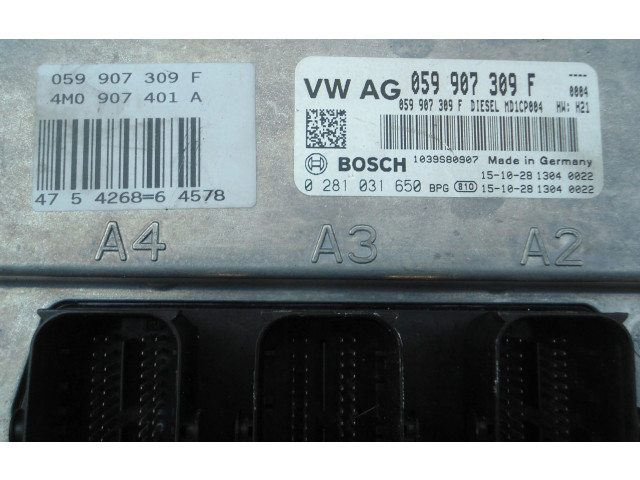 059 907 309 F
4M0 907 401 A
47 5 4268=6 4578
VW AG 059 907 309 F ----
0004
059 907 309 F DIESEL MD1CP004 HW: H21
1039S80907 Made in Germany
BOSCH 15-10-28 1304 0022
0 281 031 650 BPG 810 15-10-28 1304 0022
A4 A3 A2